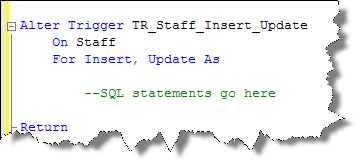 Alter Trigger TR_Staff_Insert_Update
On Staff
For Insert, Update As
--SQL statements go here
Return